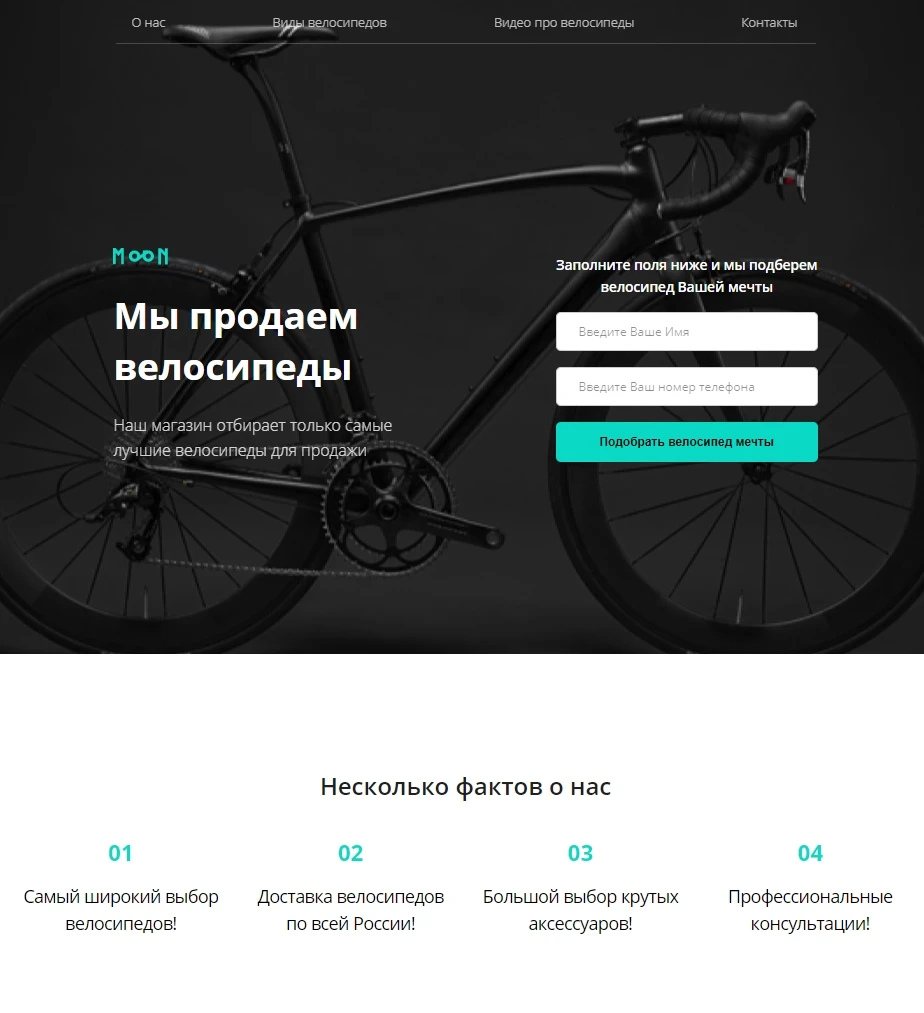 О нас
Виды велосипедов
Видео про велосипеды
Контакты
MOON
Мы продаем
велосипеды
Наш магазин отбирает только самые
лучшие велосипеды для продажи
Заполните поля ниже и мы подберем
велосипед Вашей мечты
Введите Ваше Имя
Введите Ваш номер телефона
Подобрать велосипед мечты
Несколько фактов о нас
01
Самый широкий выбор
велосипедов!
02
Доставка велосипедов
по всей России!
03
Большой выбор крутых
аксессуаров!
04
Профессиональные
консультации!